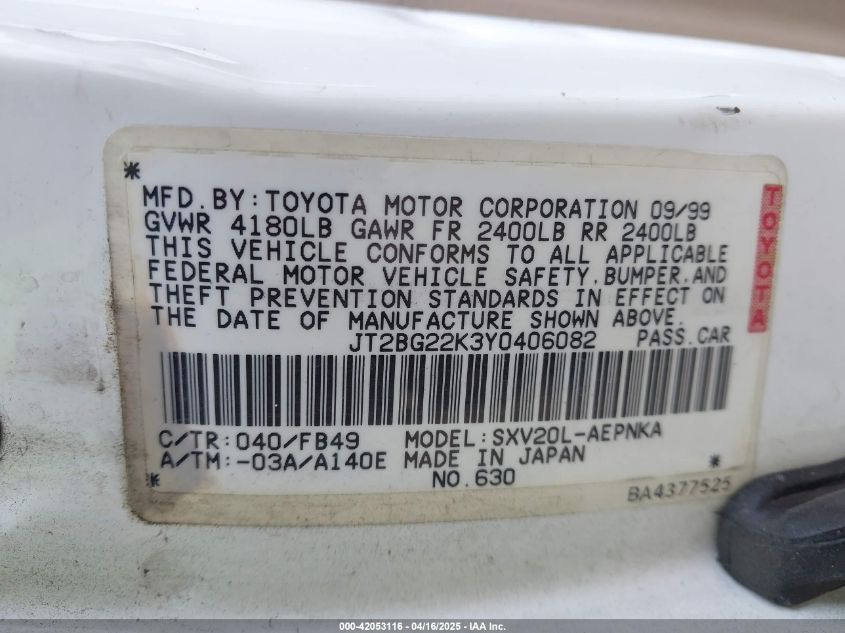 * MFD. BY: TOYOTA MOTOR CORPORATION 09/99
GVWR 4180LB GAWR FR 2400LB RR 2400LB
THIS VEHICLE CONFORMS TO ALL APPLICABLE
FEDERAL MOTOR VEHICLE SAFETY, BUMPER, AND
THEFT PREVENTION STANDARDS IN EFFECT ON
THE DATE OF MANUFACTURE SHOWN ABOVE.
JT2BG22K3Y0406082 PASS. CAR
TOYOTA
C/TR: 040/FB49 MODEL: SXV20L-AEPNKA
A/TM: -03A/A140E MADE IN JAPAN *
* NO. 630
BA4377525
000-42053116 - 04/16/2025 - IAA Inc.